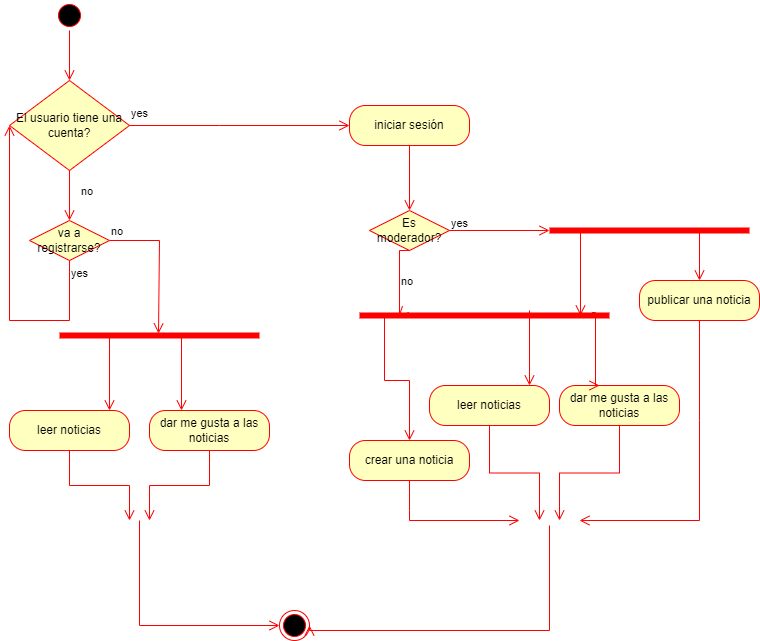 El usuario tiene una
cuenta?
yes
iniciar sesión
no
va a
registrarse?
no
yes
Es
moderador?
yes
no
publicar una noticia
leer noticias
dar me gusta a las
noticias
leer noticias
dar me gusta a las
noticias
crear una noticia